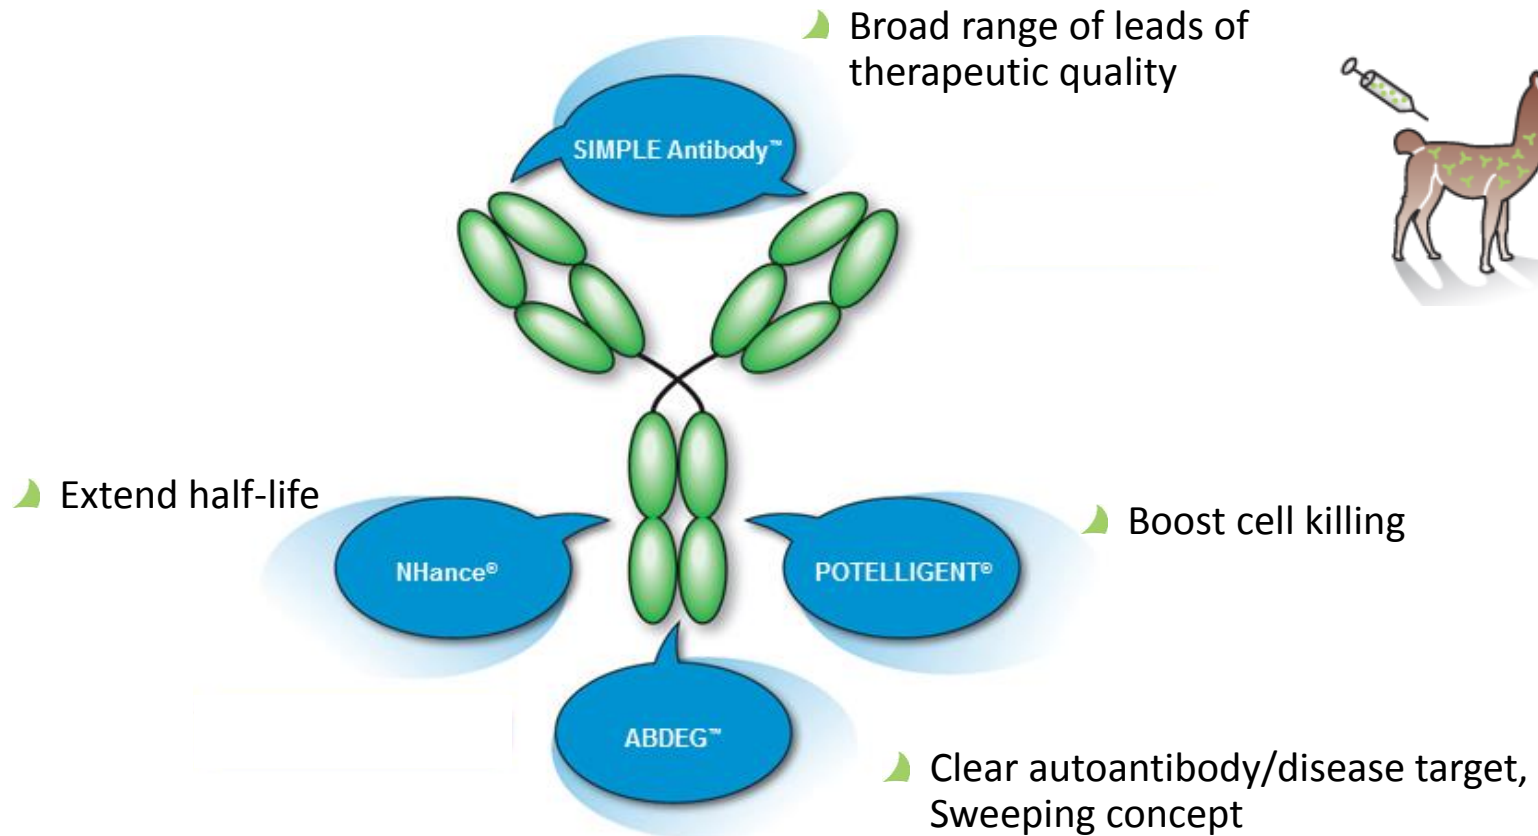 Broad range of leads of
therapeutic quality
SIMPLE Antibody™
Extend half-life
NHance®
POTELLIGENT®
Boost cell killing
ABDEG™
Clear autoantibody/disease target,
Sweeping concept